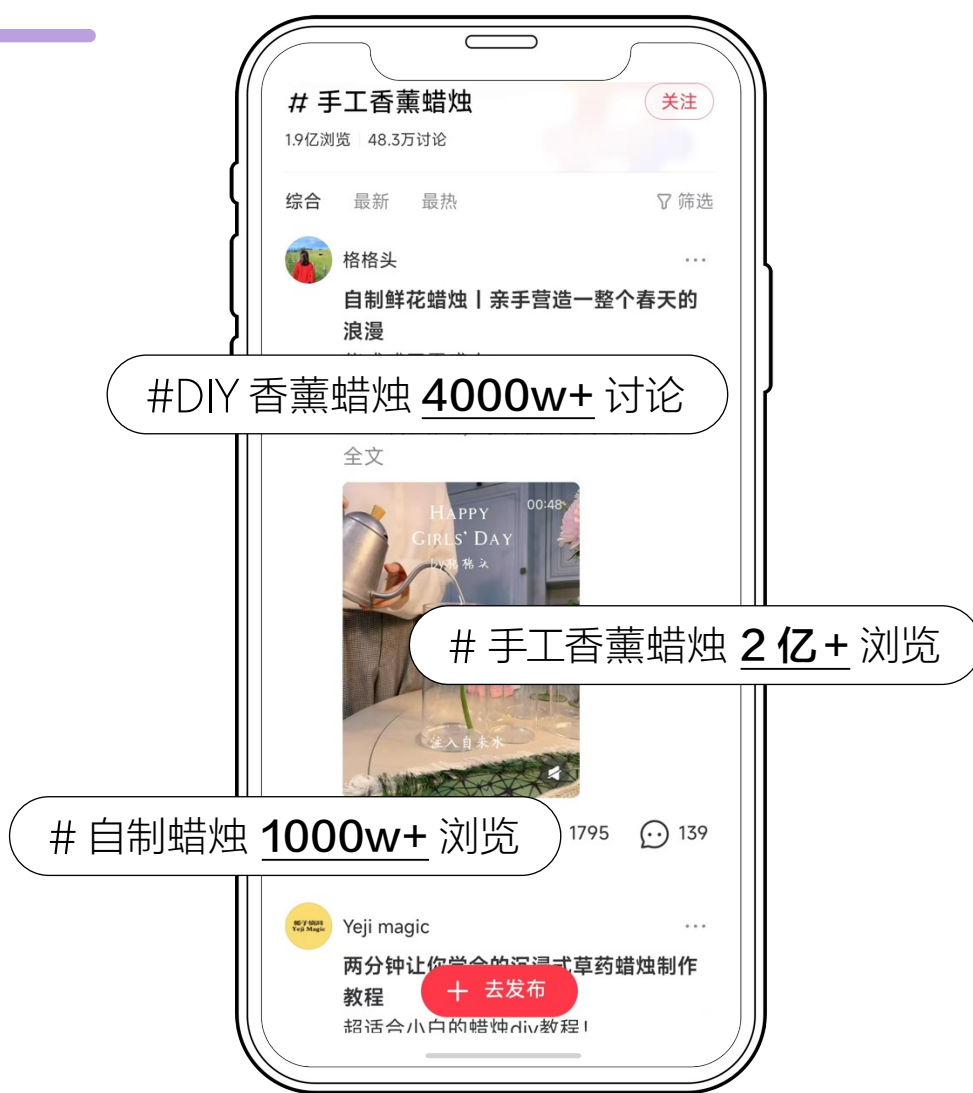 # 手工香薰蜡烛
关注
1.9亿浏览 48.3万讨论
综合 最新 最热 筛选
格格头
自制鲜花蜡烛丨亲手营造一整个春天的
浪漫
#DIY 香薰蜡烛 4000w+ 讨论
全文
00:48
HAPPY
GIRLS' DAY
by格格头
# 手工香薰蜡烛 2 亿+ 浏览
注入自来水
# 自制蜡烛 1000w+ 浏览
1795 139
Yeji magic
两分钟让你学会的沉浸式草药蜡烛制作
教程
+ 去发布
超适合小白的蜡烛diy教程!